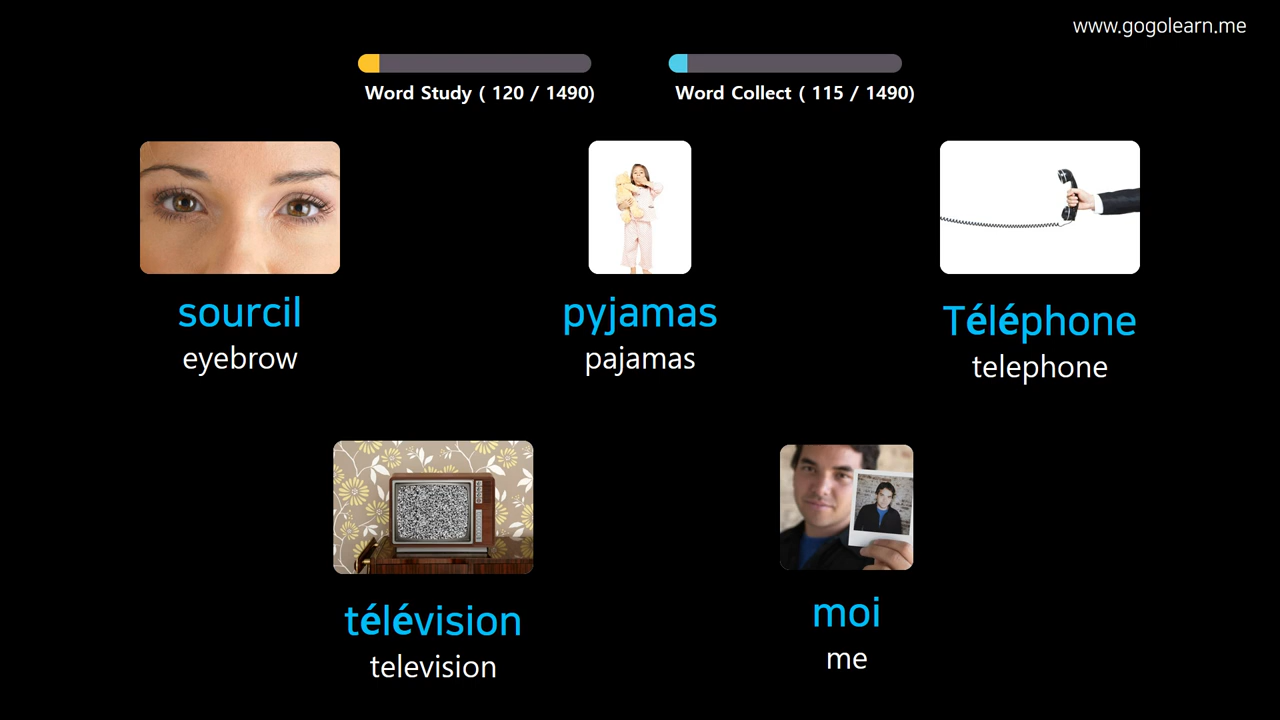 www.gogolearn.me
Word Study ( 120 / 1490)
Word Collect ( 115 / 1490)
sourcil
eyebrow
pyjamas
pajamas
Téléphone
telephone
télévision
television
moi
me